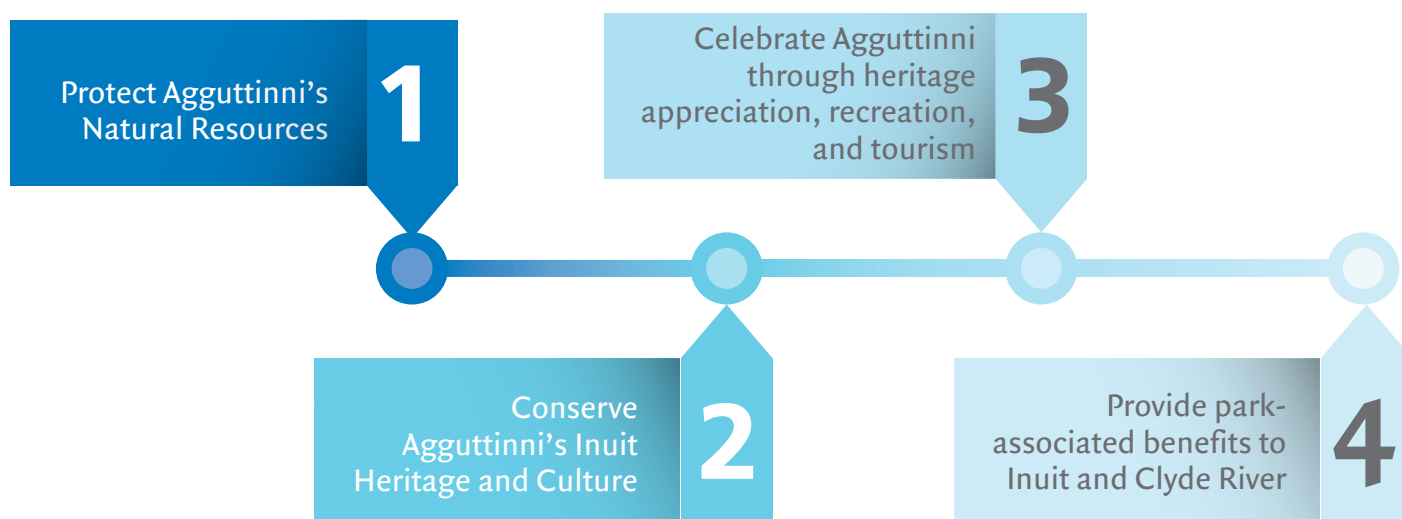 Protect Agguttinni’s
Natural Resources
1
Conserve
Agguttinni’s Inuit
Heritage and Culture
2
Celebrate Agguttinni
through heritage
appreciation, recreation,
and tourism
3
Provide park-
associated benefits to
Inuit and Clyde River
4